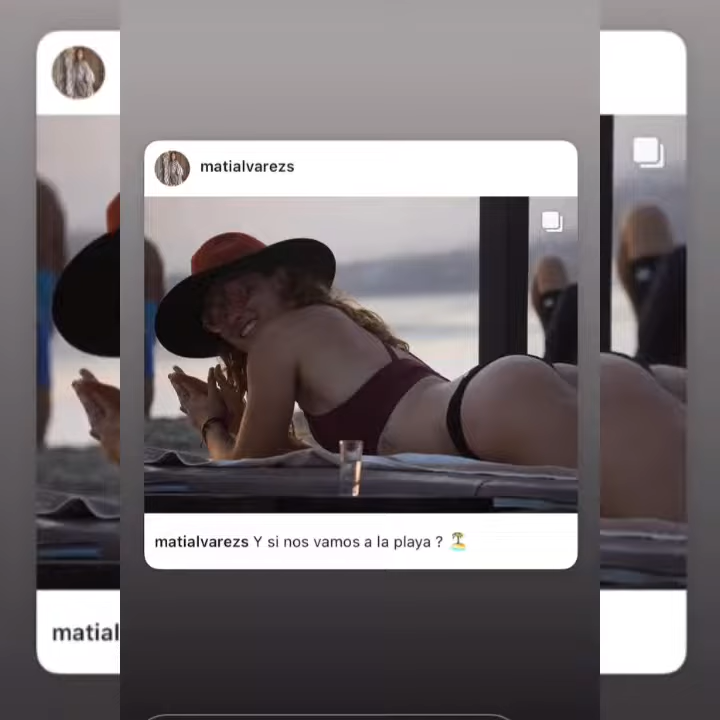 matialvarezs
matialvarezs Y si nos vamos a la playa ? 🏝️
matial